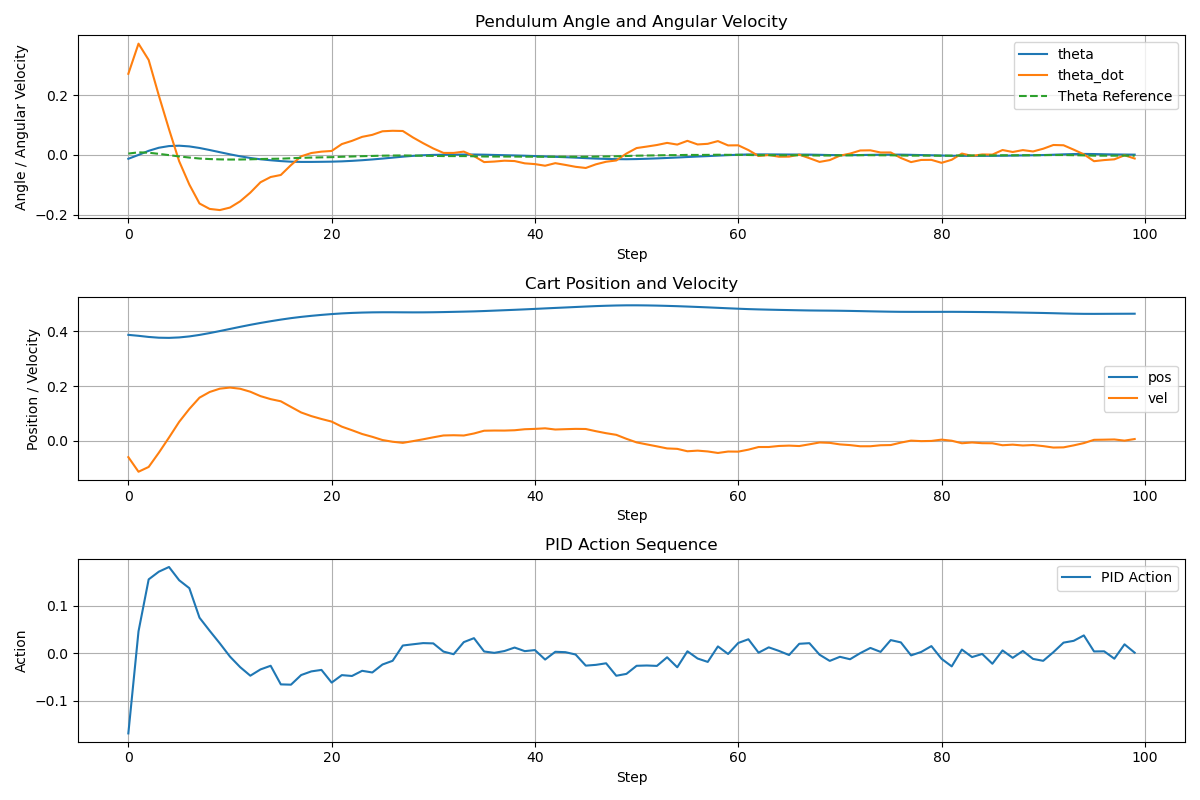 Pendulum Angle and Angular Velocity
Angle / Angular Velocity
0.2
0.0
−0.2
theta
theta_dot
Theta Reference
0 20 40 60 80 100
Step
Cart Position and Velocity
Position / Velocity
0.4
0.2
0.0
pos
vel
0 20 40 60 80 100
Step
PID Action Sequence
Action
0.1
0.0
−0.1
PID Action
0 20 40 60 80 100
Step